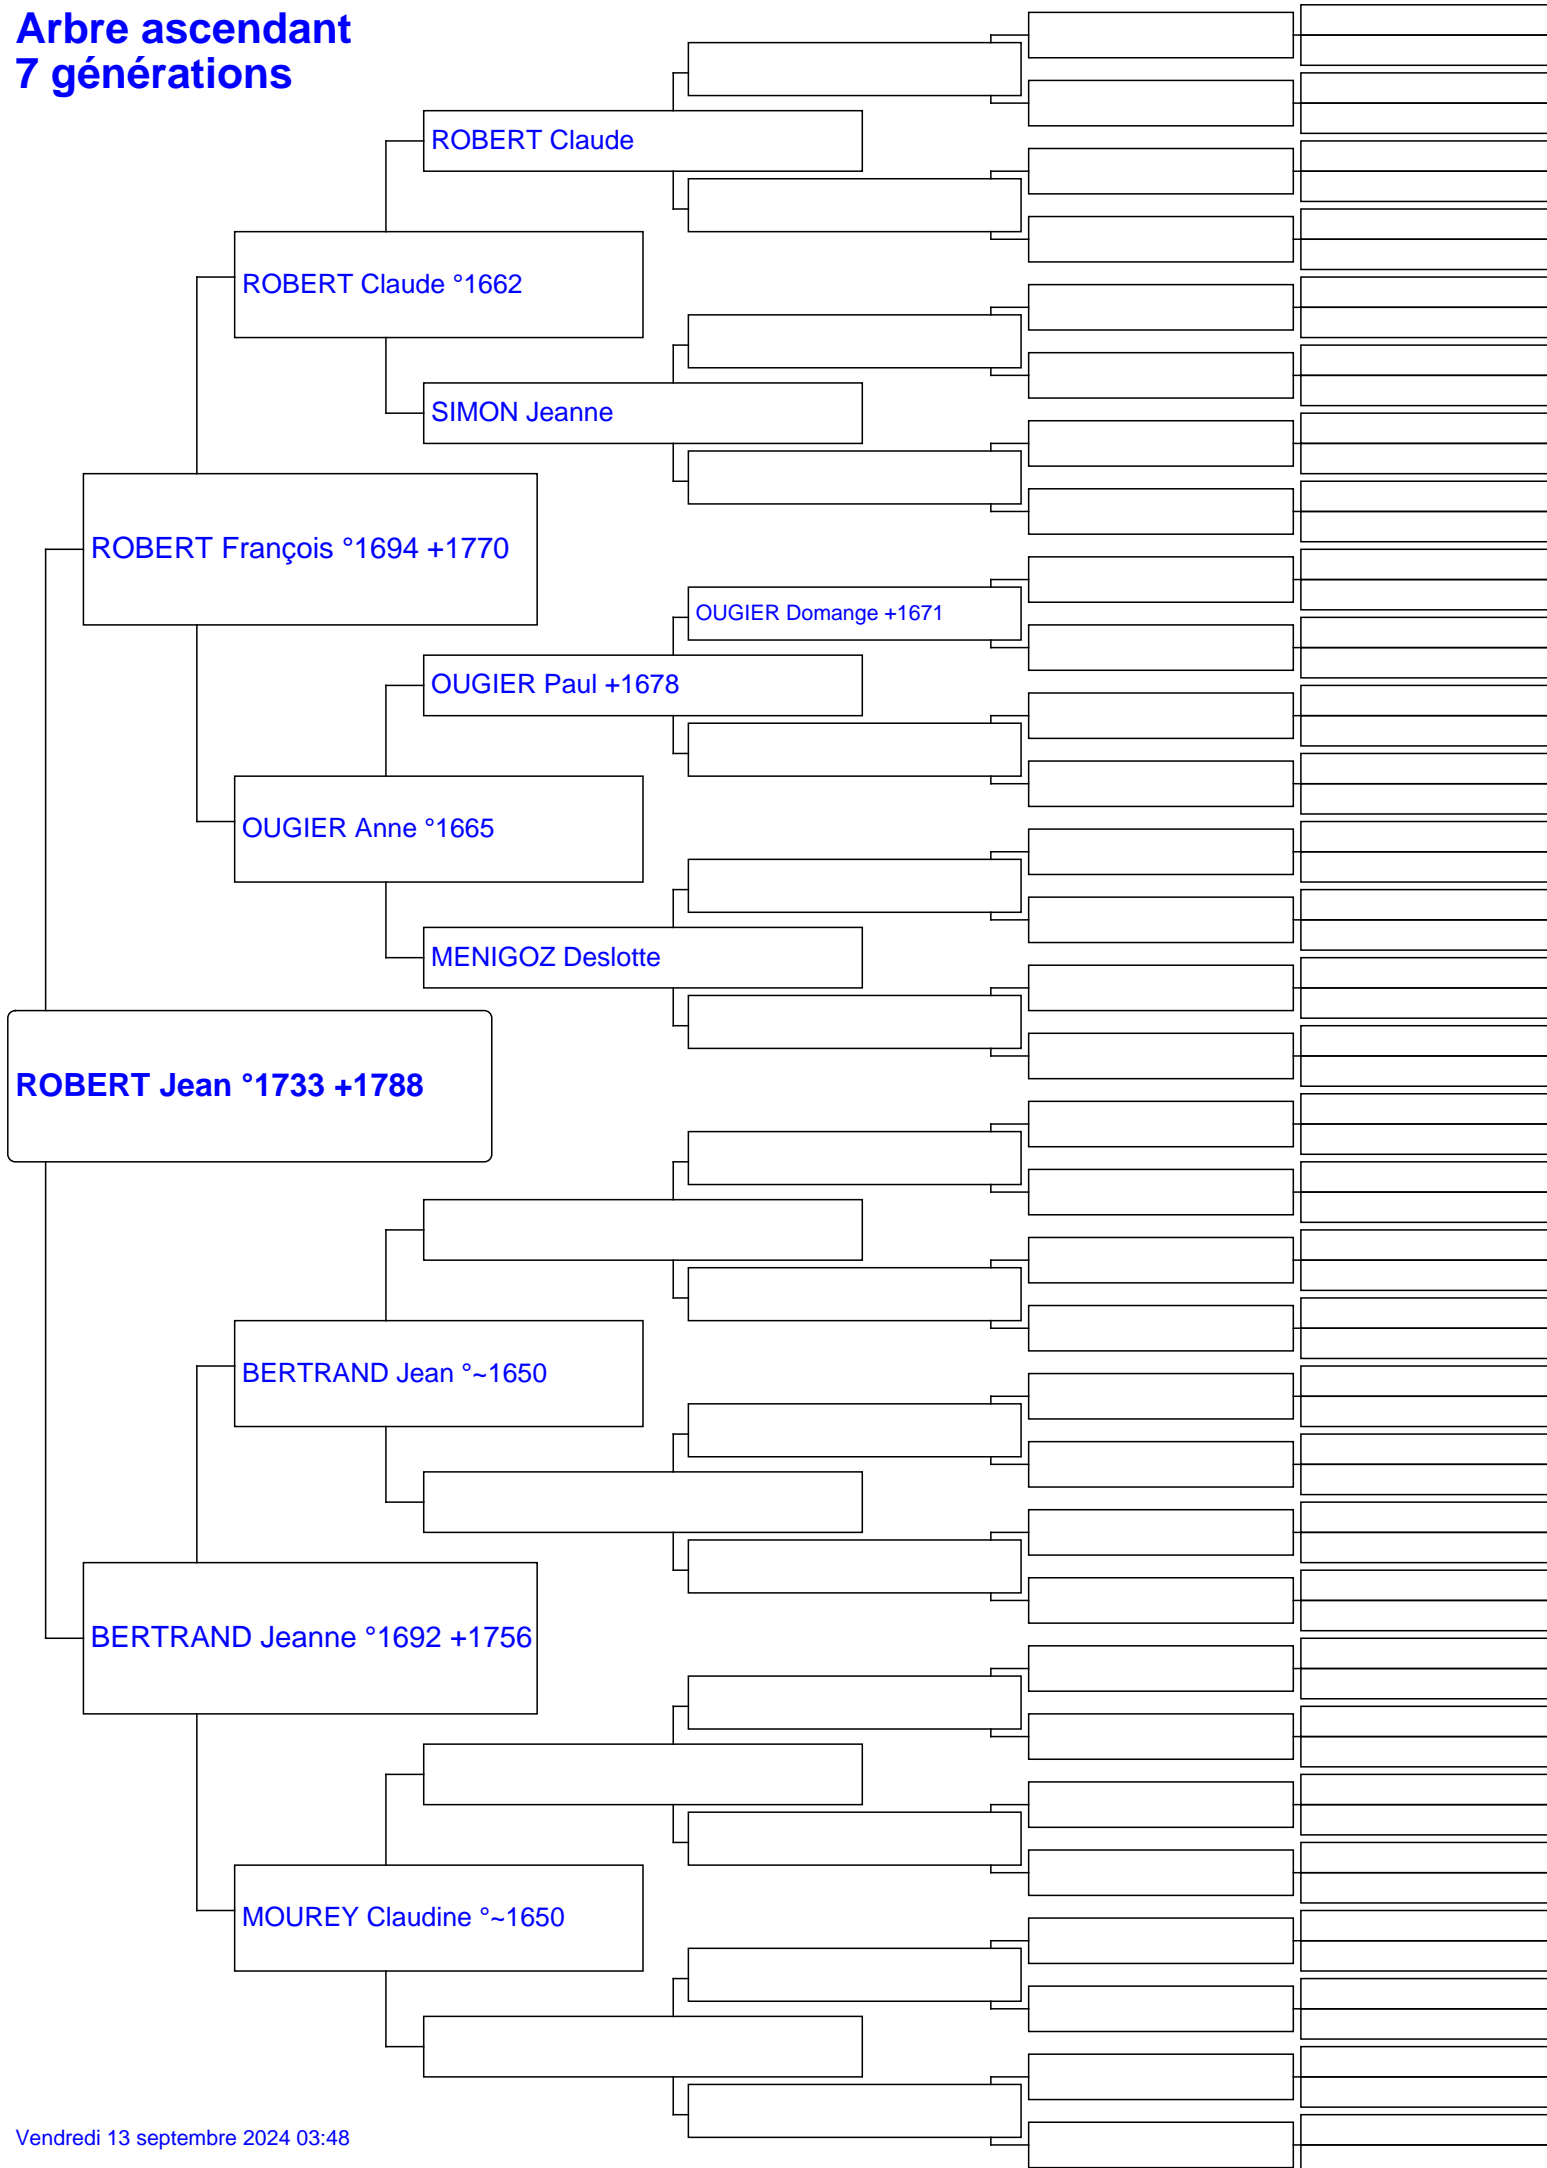 Arbre ascendant
7 générations
ROBERT Claude
ROBERT Claude °1662
SIMON Jeanne
ROBERT François °1694 +1770
OUGIER Domange +1671
OUGIER Paul +1678
OUGIER Anne °1665
MENIGOZ Deslotte
ROBERT Jean °1733 +1788
BERTRAND Jean °~1650
BERTRAND Jeanne °1692 +1756
MOUREY Claudine °~1650
Vendredi 13 septembre 2024 03:48